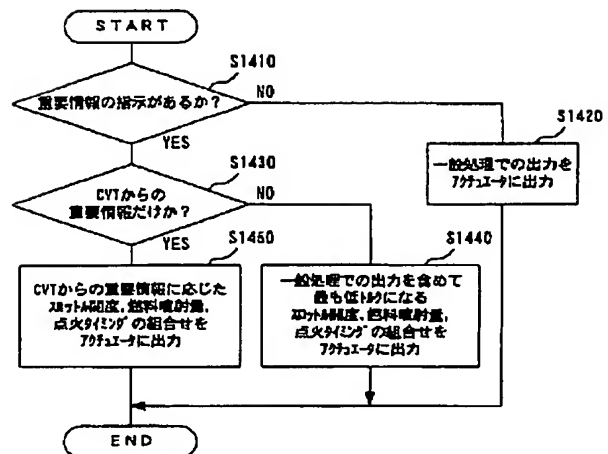 START
S1410
重要情報の指示があるか?
NO
S1420
YES
一般処理での出力を
アクチュエータに出力
S1430
CVTからの
重要情報だけか?
NO
YES
S1450
S1440
CVTからの重要情報に応じた
スロットル開度,燃料噴射量,
点火タイミングの組合せを
アクチュエータに出力
一般処理での出力を含めて
最も低トルクになる
スロットル開度,燃料噴射量,
点火タイミングの組合せを
アクチュエータに出力
END